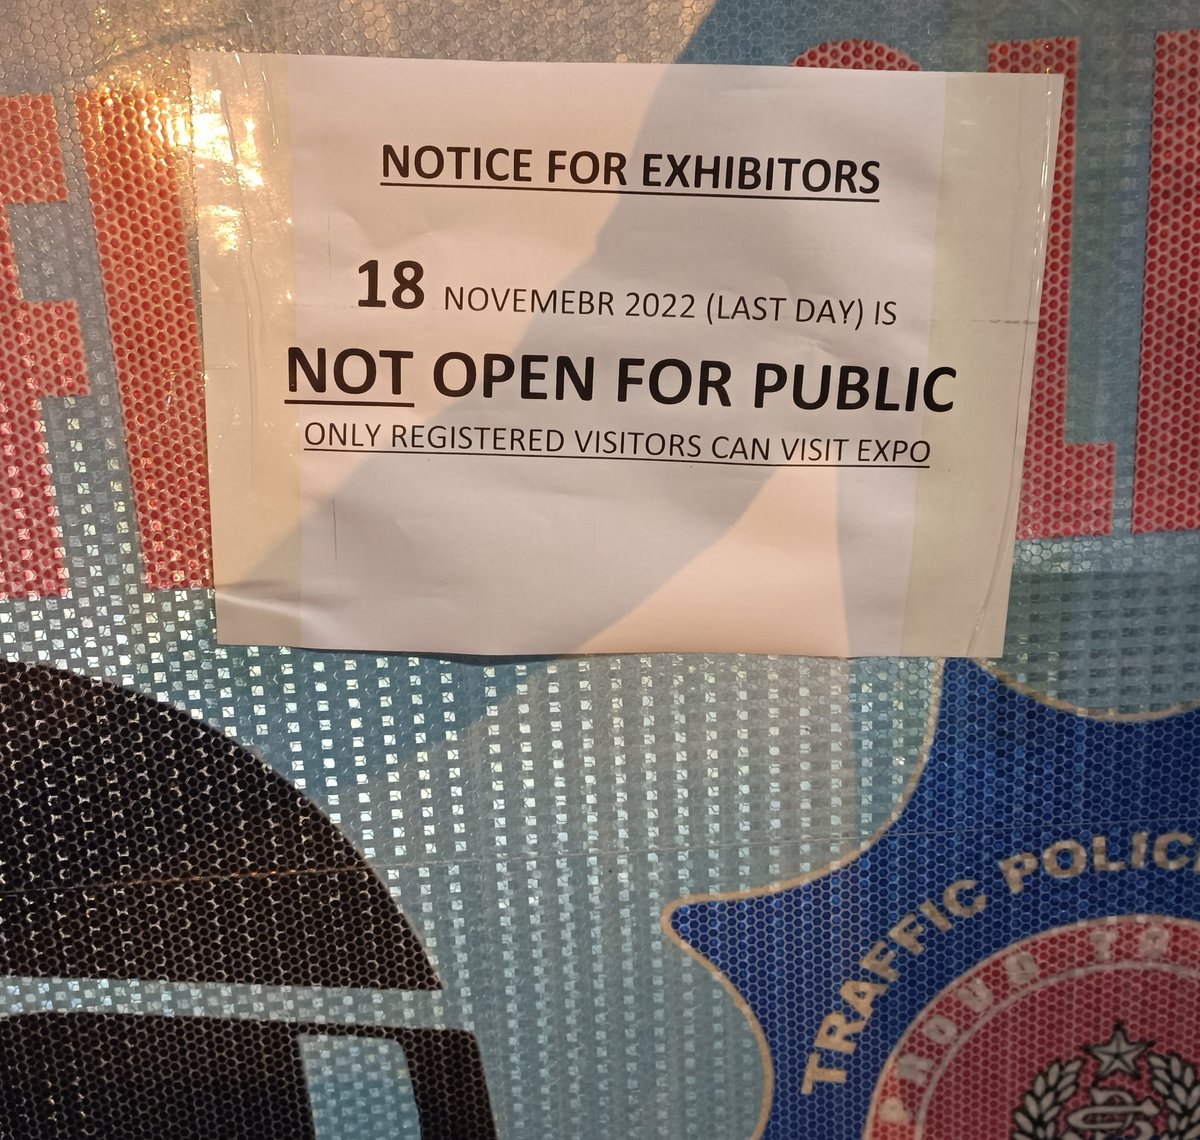 NOTICE FOR EXHIBITORS
18 NOVEMEBR 2022 (LAST DAY) IS
NOT OPEN FOR PUBLIC
ONLY REGISTERED VISITORS CAN VISIT EXPO
TRAFFIC POLIC